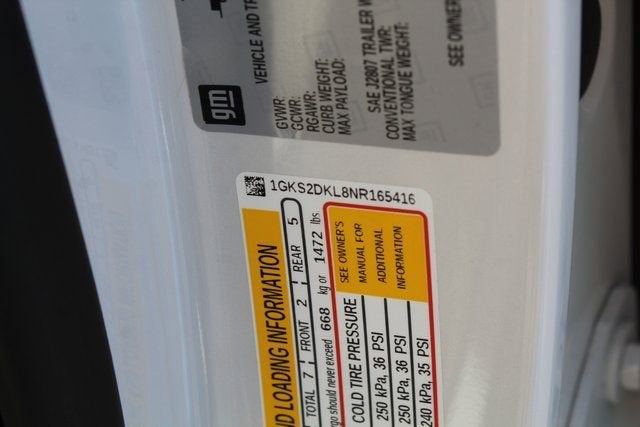 gm
VEHICLE AND
GVWR:
GCWR:
RGAWR:
CURB WEIGHT:
MAX PAYLOAD:
SAE J2807 TRAILER
CONVENTIONAL TWR:
MAX TONGUE WEIGHT:
SEE OWNER
1GKS2DKL8NR165416
LOADING INFORMATION
TOTAL 7 FRONT 2 REAR 5
should never exceed 668 kg or 1472 lbs
COLD TIRE PRESSURE
250 kPa, 36 PSI
250 kPa, 36 PSI
240 kPa, 35 PSI
SEE OWNER'S
MANUAL FOR
ADDITIONAL
INFORMATION